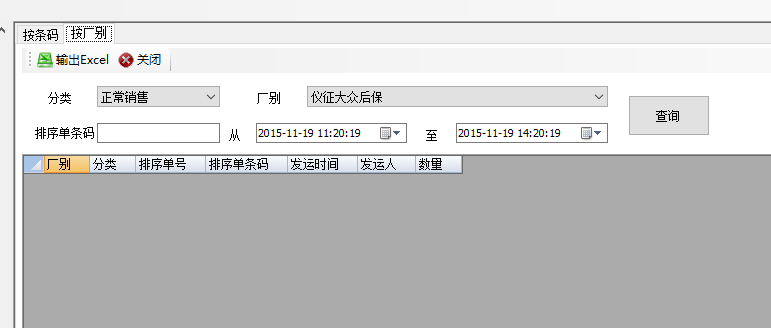 按条码 按厂别
输出Excel 关闭
分类 正常销售 厂别 仪征大众后保
查询
排序单条码 从 2015-11-19 11:20:19 至 2015-11-19 14:20:19
厂别 分类 排序单号 排序单条码 发运时间 发运人 数量